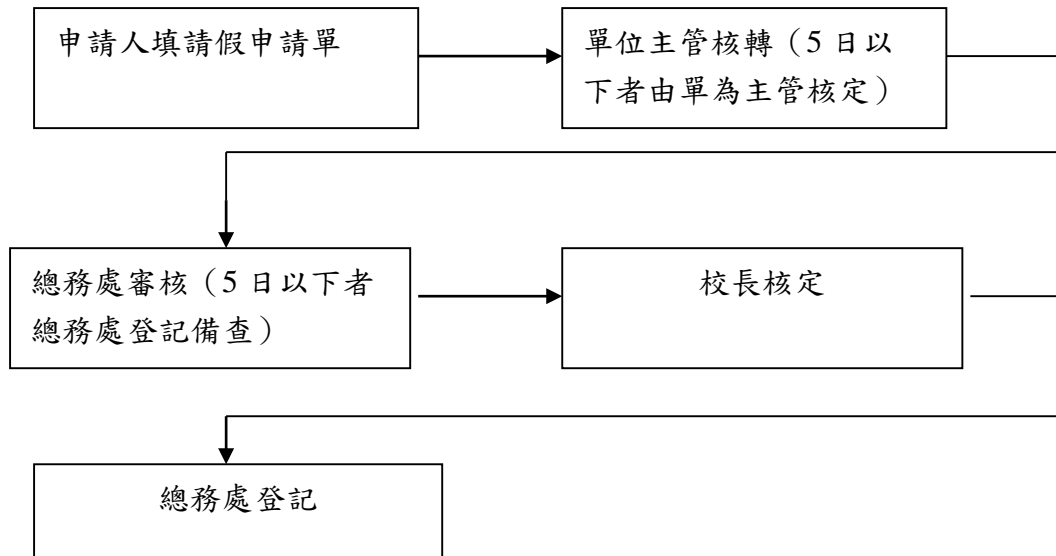 申請人填請假申請單
單位主管核轉（5 日以
下者由單為主管核定）
總務處審核（5 日以下者
總務處登記備查）
校長核定
總務處登記